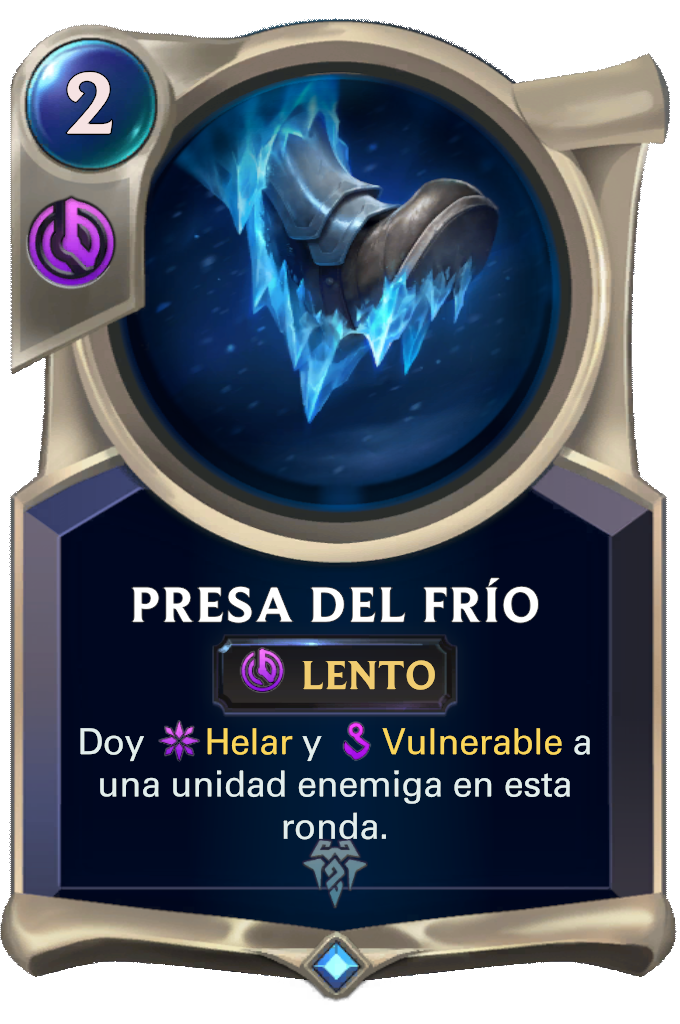 2
PRESA DEL FRÍO
LENTO
Doy Helar y Vulnerable a
una unidad enemiga en esta
ronda.